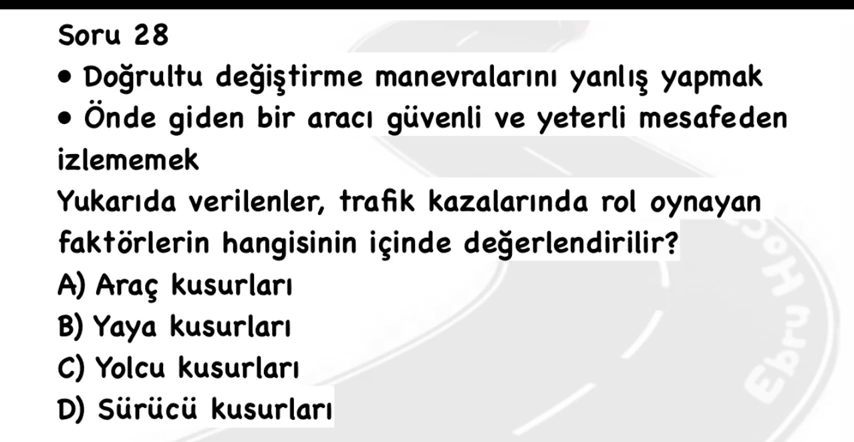 Soru 28
• Doğrultu değiştirme manevralarını yanlış yapmak
• Önde giden bir aracı güvenli ve yeterli mesafeden
izlememek
Yukarıda verilenler, trafik kazalarında rol oynayan
faktörlerin hangisinin içinde değerlendirilir?
A) Araç kusurları
B) Yaya kusurları
C) Yolcu kusurları
D) Sürücü kusurları
Ebru Hoca